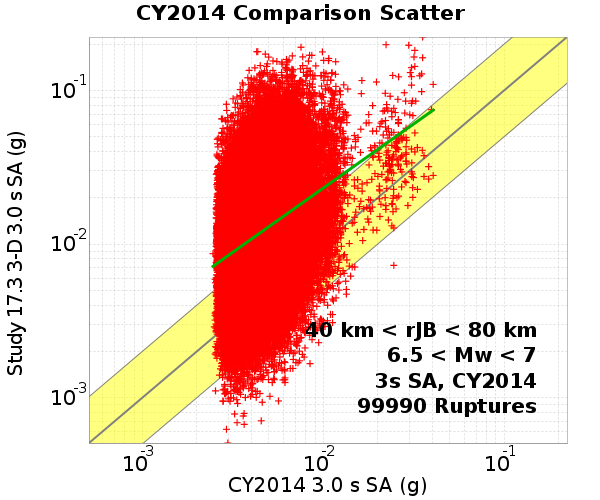 CY2014 Comparison Scatter
Study 17.3 3-D 3.0 s SA (g)
10⁻¹
10⁻²
10⁻³
40 km < rJB < 80 km
6.5 < Mw < 7
3s SA, CY2014
99990 Ruptures
10⁻³ 10⁻² 10⁻¹
CY2014 3.0 s SA (g)